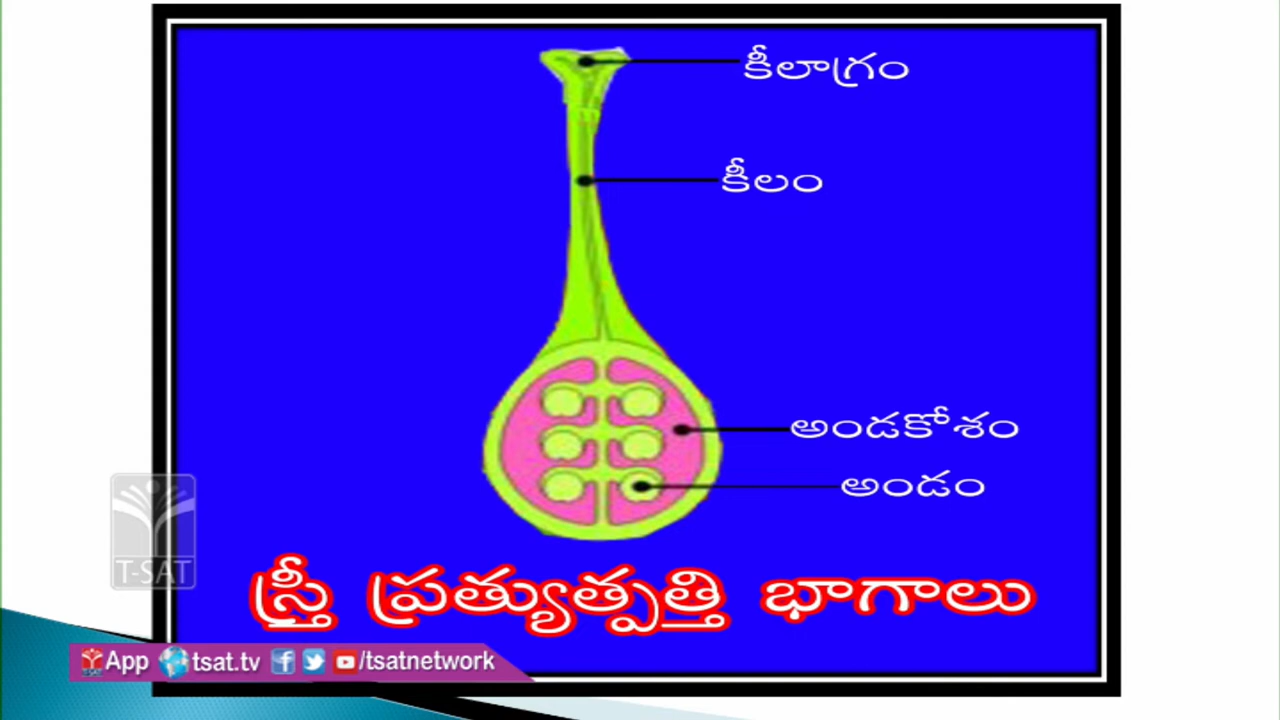 కీలాగ్రం
కీలం
అండకోశం
అండం
T-SAT
స్త్రీ ప్రత్యుత్పత్తి భాగాలు
App tsat.tv /tsatnetwork